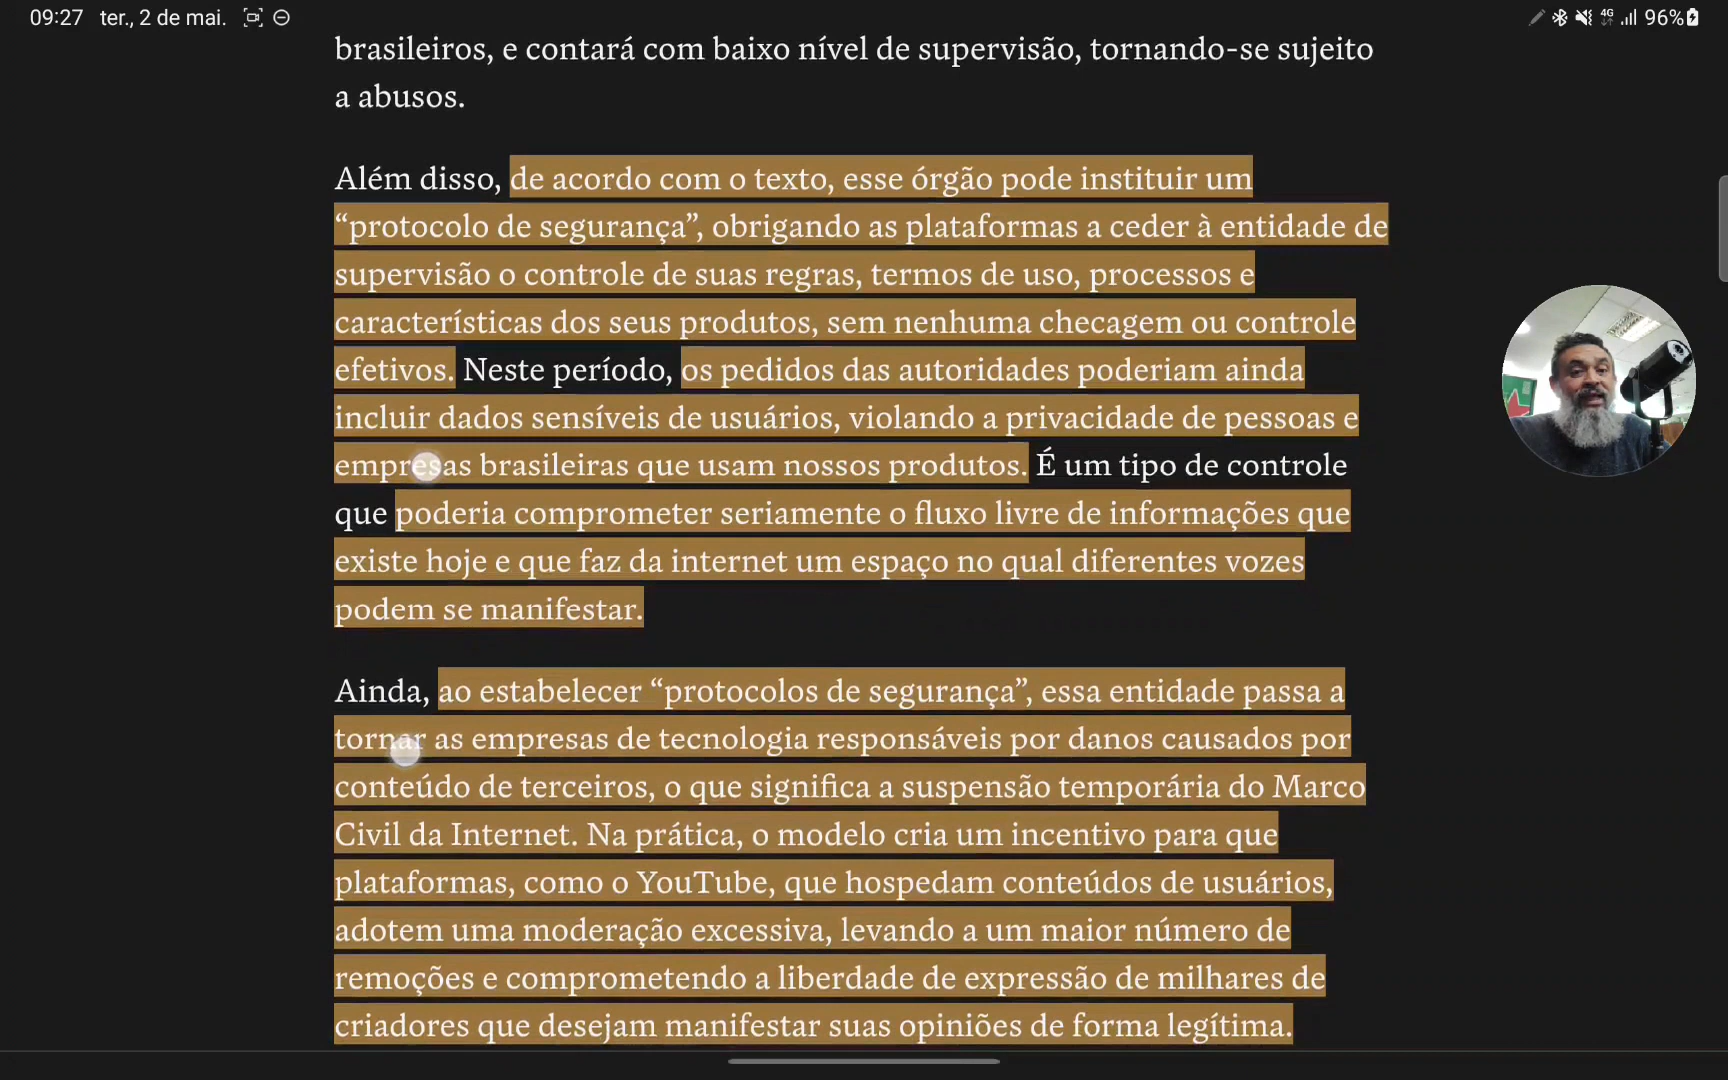 09:27 ter., 2 de mai.
4G 96%
brasileiros, e contará com baixo nível de supervisão, tornando-se sujeito
a abusos.
Além disso, de acordo com o texto, esse órgão pode instituir um
“protocolo de segurança”, obrigando as plataformas a ceder à entidade de
supervisão o controle de suas regras, termos de uso, processos e
características dos seus produtos, sem nenhuma checagem ou controle
efetivos. Neste período, os pedidos das autoridades poderiam ainda
incluir dados sensíveis de usuários, violando a privacidade de pessoas e
empresas brasileiras que usam nossos produtos. É um tipo de controle
que poderia comprometer seriamente o fluxo livre de informações que
existe hoje e que faz da internet um espaço no qual diferentes vozes
podem se manifestar.
Ainda, ao estabelecer “protocolos de segurança”, essa entidade passa a
tornar as empresas de tecnologia responsáveis por danos causados por
conteúdo de terceiros, o que significa a suspensão temporária do Marco
Civil da Internet. Na prática, o modelo cria um incentivo para que
plataformas, como o YouTube, que hospedam conteúdos de usuários,
adotem uma moderação excessiva, levando a um maior número de
remoções e comprometendo a liberdade de expressão de milhares de
criadores que desejam manifestar suas opiniões de forma legítima.